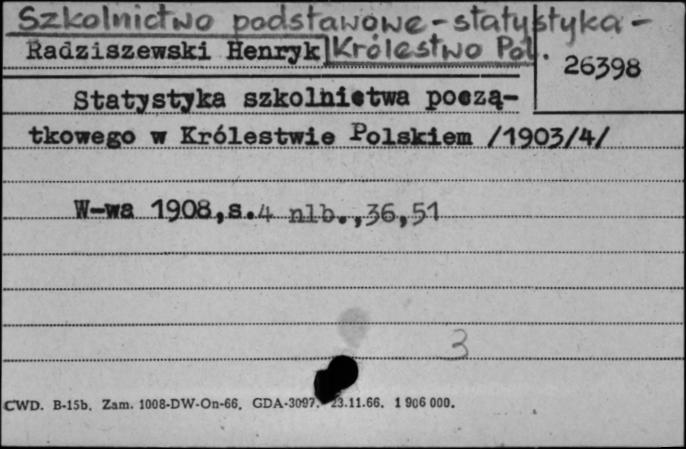 Szkolnictwo podstawowe - statystyka -
Radziszewski Henryk Królestwo Pol.
26398
Statystyka szkolnictwa począ-
tkowego w Królestwie Polskiem /1903/4/
W-wa 1908, s. 4 nlb., 36, 51
3
CWD. B-15b. Zam. 1008-DW-On-66. GDA-3097. 23.11.66. 1 906 000.